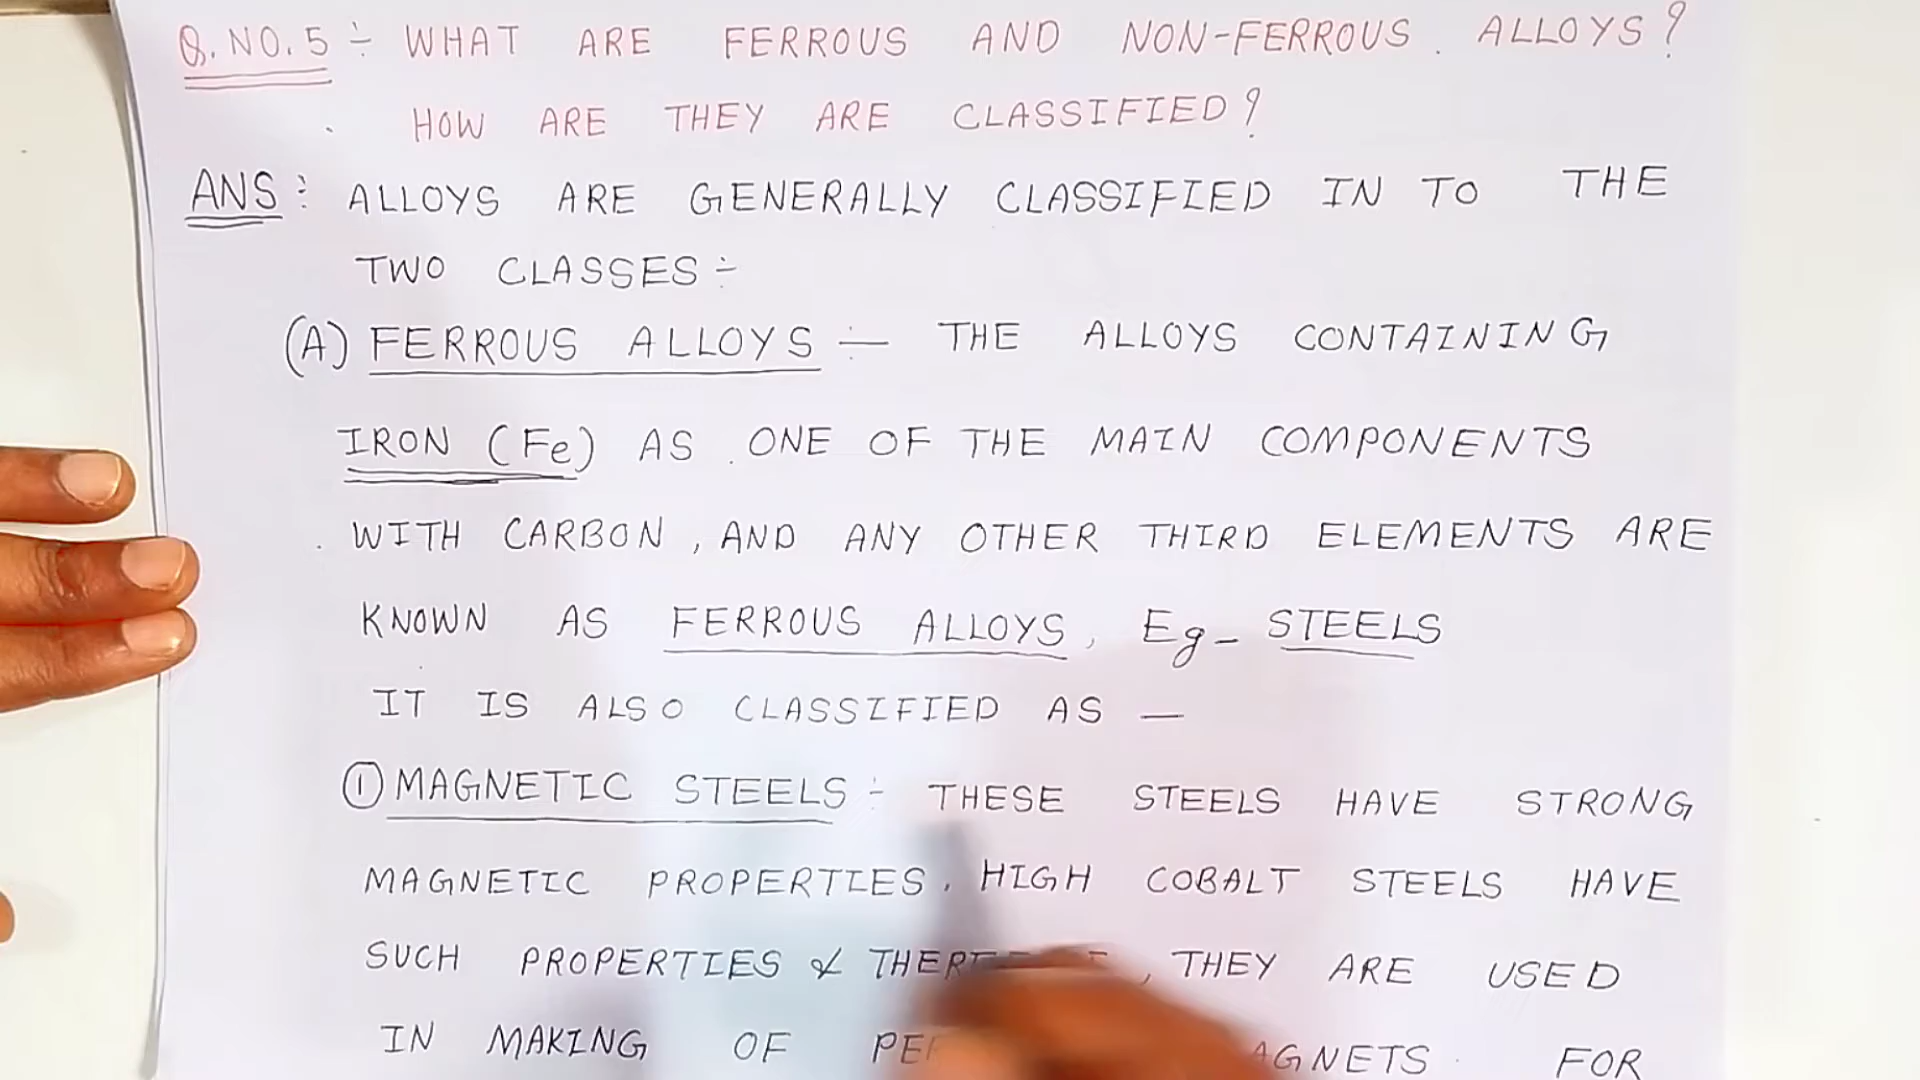 Q.NO.5 ÷ WHAT ARE FERROUS AND NON-FERROUS. ALLOYS?
HOW ARE THEY ARE CLASSIFIED?
ANS: ALLOYS ARE GENERALLY CLASSIFIED IN TO THE
TWO CLASSES ÷
(A) FERROUS ALLOYS ÷ THE ALLOYS CONTAINING
IRON (Fe) AS ONE OF THE MAIN COMPONENTS
WITH CARBON, AND ANY OTHER THIRD ELEMENTS ARE
KNOWN AS FERROUS ALLOYS, Eg- STEELS
IT IS ALSO CLASSIFIED AS —
① MAGNETIC STEELS ÷ THESE STEELS HAVE STRONG
MAGNETIC PROPERTIES. HIGH COBALT STEELS HAVE
SUCH PROPERTIES & , THEY ARE USED
IN MAKING OF FOR